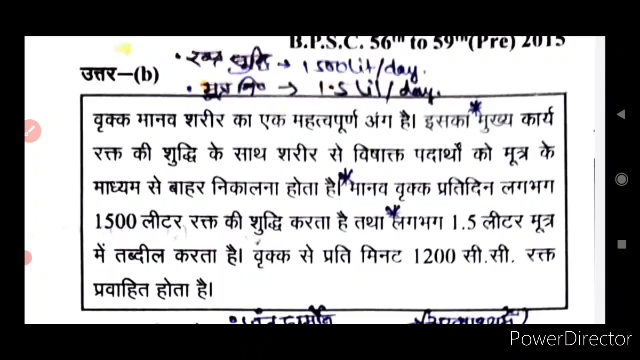 B.P.S.C. 56th to 59th (Pre) 2015
• रक्त शुद्धि → 1500 lit/day.
उत्तर–(b)
• मूत्र नि० → 1.5 lit/day.
वृक्क मानव शरीर का एक महत्वपूर्ण अंग है। इसका *मुख्य कार्य
रक्त की शुद्धि के साथ शरीर से विषाक्त पदार्थों को मूत्र के
माध्यम से बाहर निकालना होता है। *मानव वृक्क प्रतिदिन लगभग
1500 लीटर रक्त की शुद्धि करता है तथा *लगभग 1.5 लीटर मूत्र
में तब्दील करता है। वृक्क से प्रति मिनट 1200 सी.सी. रक्त
प्रवाहित होता है।
PowerDirector